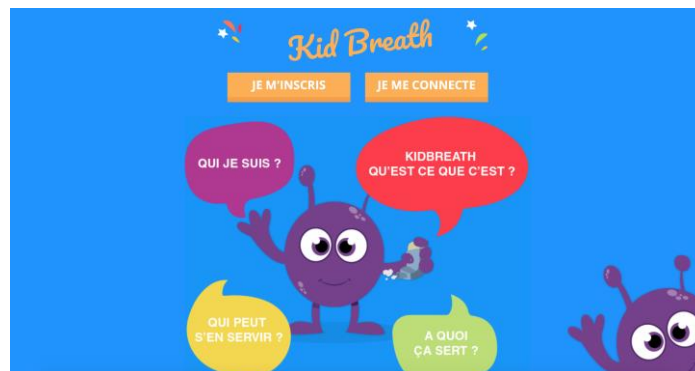 Kid Breath
JE M'INSCRIS
JE ME CONNECTE
QUI JE SUIS ?
KIDBREATH
QU'EST CE QUE C'EST ?
QUI PEUT
S'EN SERVIR ?
A QUOI
ÇA SERT ?